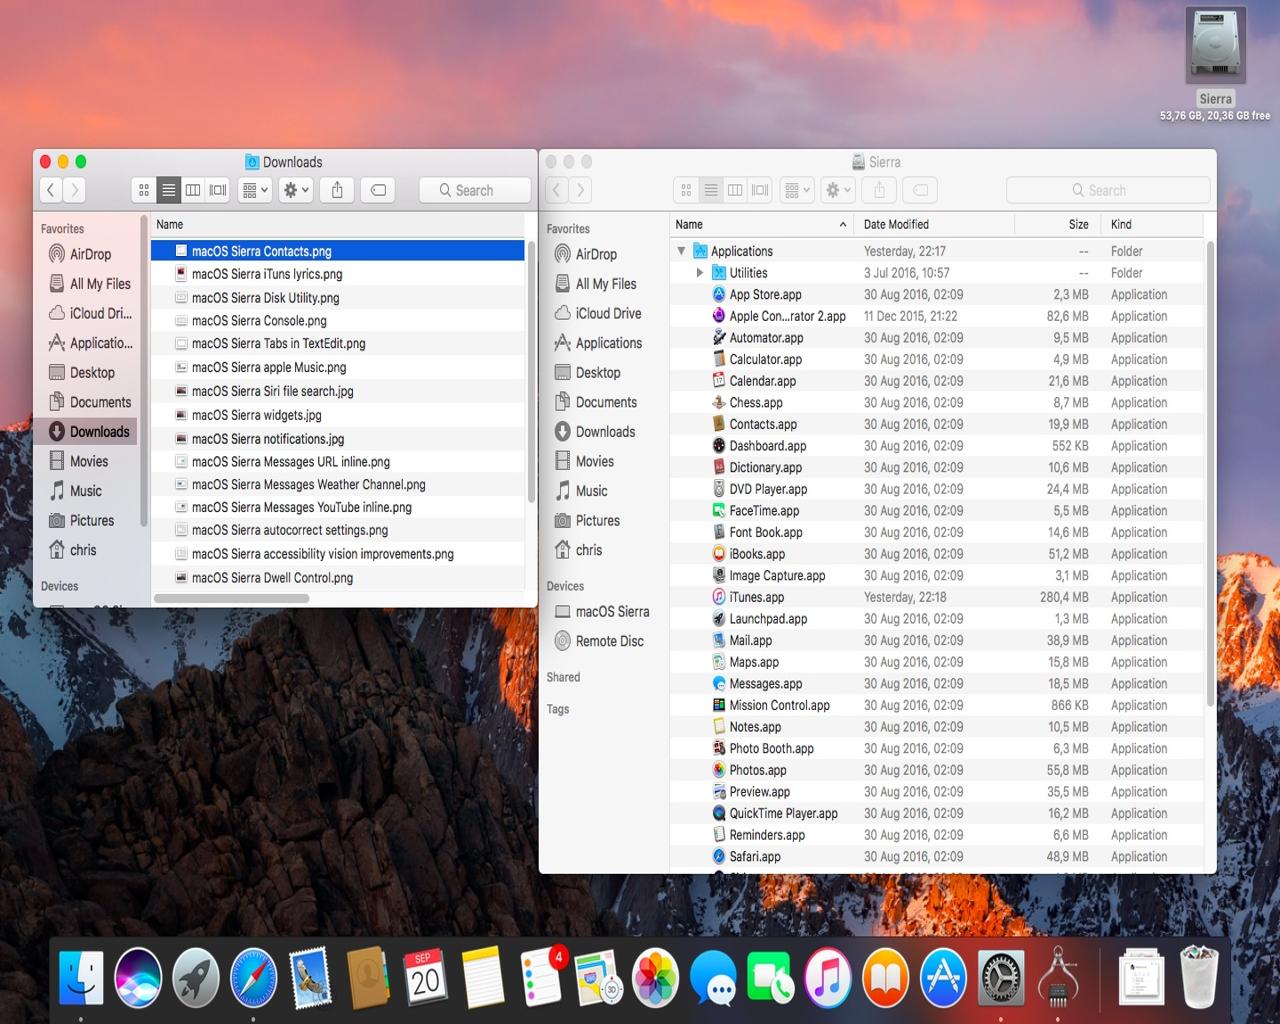 Sierra
53,76 GB, 20,36 GB free
Downloads
Search
Favorites
AirDrop
All My Files
iCloud Dri...
Applicatio...
Desktop
Documents
Downloads
Movies
Music
Pictures
chris
Devices
Name
macOS Sierra Contacts.png
macOS Sierra iTuns lyrics.png
macOS Sierra Disk Utility.png
macOS Sierra Console.png
macOS Sierra Tabs in TextEdit.png
macOS Sierra apple Music.png
macOS Sierra Siri file search.jpg
macOS Sierra widgets.jpg
macOS Sierra notifications.jpg
macOS Sierra Messages URL inline.png
macOS Sierra Messages Weather Channel.png
macOS Sierra Messages YouTube inline.png
macOS Sierra autocorrect settings.png
macOS Sierra accessibility vision improvements.png
macOS Sierra Dwell Control.png
Sierra
Search
Favorites
AirDrop
All My Files
iCloud Drive
Applications
Desktop
Documents
Downloads
Movies
Music
Pictures
chris
Devices
macOS Sierra
Remote Disc
Shared
Tags
Name Date Modified Size Kind
Applications Yesterday, 22:17 -- Folder
Utilities 3 Jul 2016, 10:57 -- Folder
App Store.app 30 Aug 2016, 02:09 2,3 MB Application
Apple Con...rator 2.app 11 Dec 2015, 21:22 82,6 MB Application
Automator.app 30 Aug 2016, 02:09 9,5 MB Application
Calculator.app 30 Aug 2016, 02:09 4,9 MB Application
Calendar.app 30 Aug 2016, 02:09 21,6 MB Application
Chess.app 30 Aug 2016, 02:09 8,7 MB Application
Contacts.app 30 Aug 2016, 02:09 19,9 MB Application
Dashboard.app 30 Aug 2016, 02:09 552 KB Application
Dictionary.app 30 Aug 2016, 02:09 10,6 MB Application
DVD Player.app 30 Aug 2016, 02:09 24,4 MB Application
FaceTime.app 30 Aug 2016, 02:09 5,5 MB Application
Font Book.app 30 Aug 2016, 02:09 14,6 MB Application
iBooks.app 30 Aug 2016, 02:09 51,2 MB Application
Image Capture.app 30 Aug 2016, 02:09 3,1 MB Application
iTunes.app Yesterday, 22:18 280,4 MB Application
Launchpad.app 30 Aug 2016, 02:09 1,3 MB Application
Mail.app 30 Aug 2016, 02:09 38,9 MB Application
Maps.app 30 Aug 2016, 02:09 15,8 MB Application
Messages.app 30 Aug 2016, 02:09 18,5 MB Application
Mission Control.app 30 Aug 2016, 02:09 866 KB Application
Notes.app 30 Aug 2016, 02:09 10,5 MB Application
Photo Booth.app 30 Aug 2016, 02:09 6,3 MB Application
Photos.app 30 Aug 2016, 02:09 55,8 MB Application
Preview.app 30 Aug 2016, 02:09 35,5 MB Application
QuickTime Player.app 30 Aug 2016, 02:09 16,2 MB Application
Reminders.app 30 Aug 2016, 02:09 6,6 MB Application
Safari.app 30 Aug 2016, 02:09 48,9 MB Application
SEP
20
4
3D